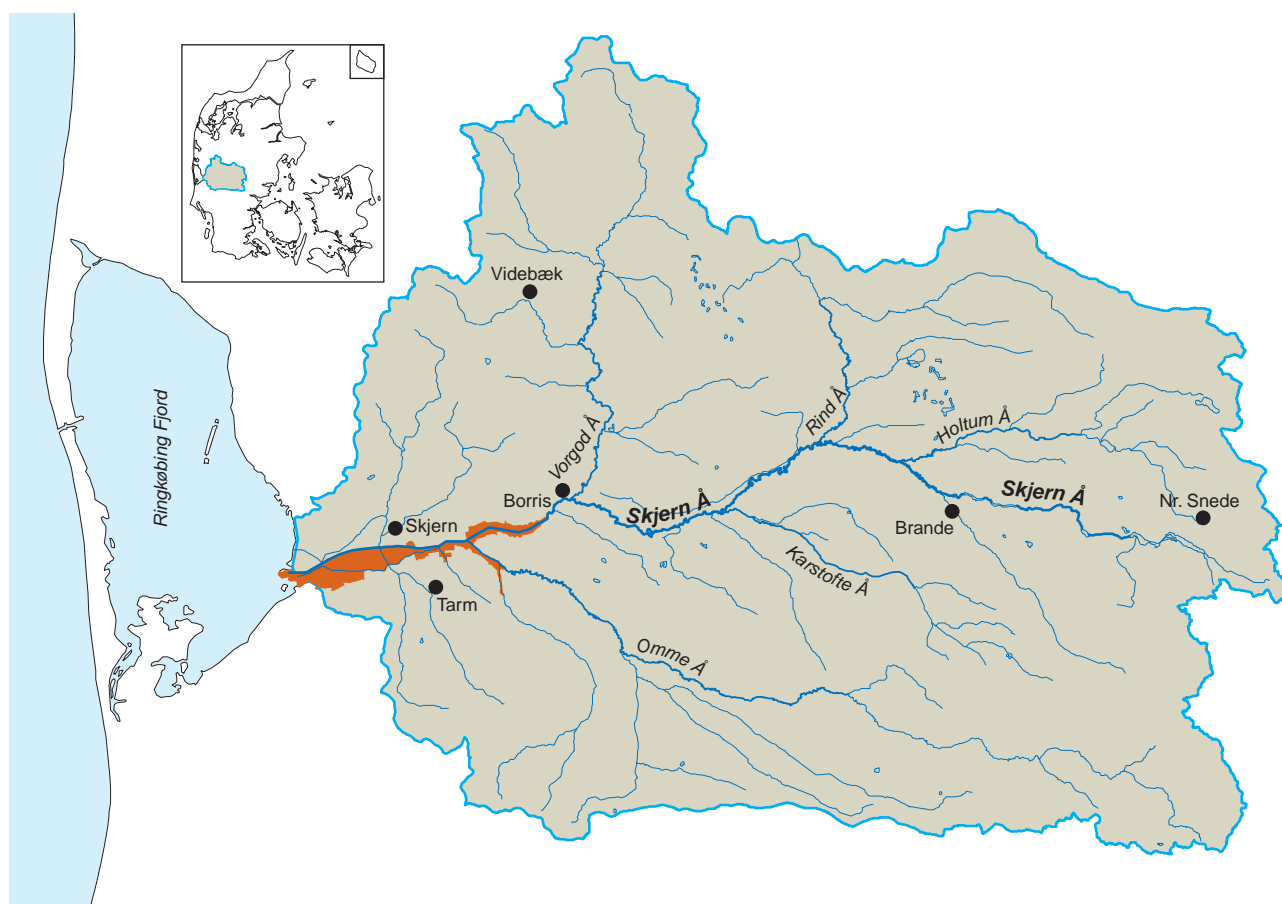 Videbæk
Ringkøbing Fjord
Rind Å
Holtum Å
Vorgod Å
Borris
Skjern Å
Skjern Å
Nr. Snede
Skjern
Brande
Karstofte Å
Tarm
Omme Å